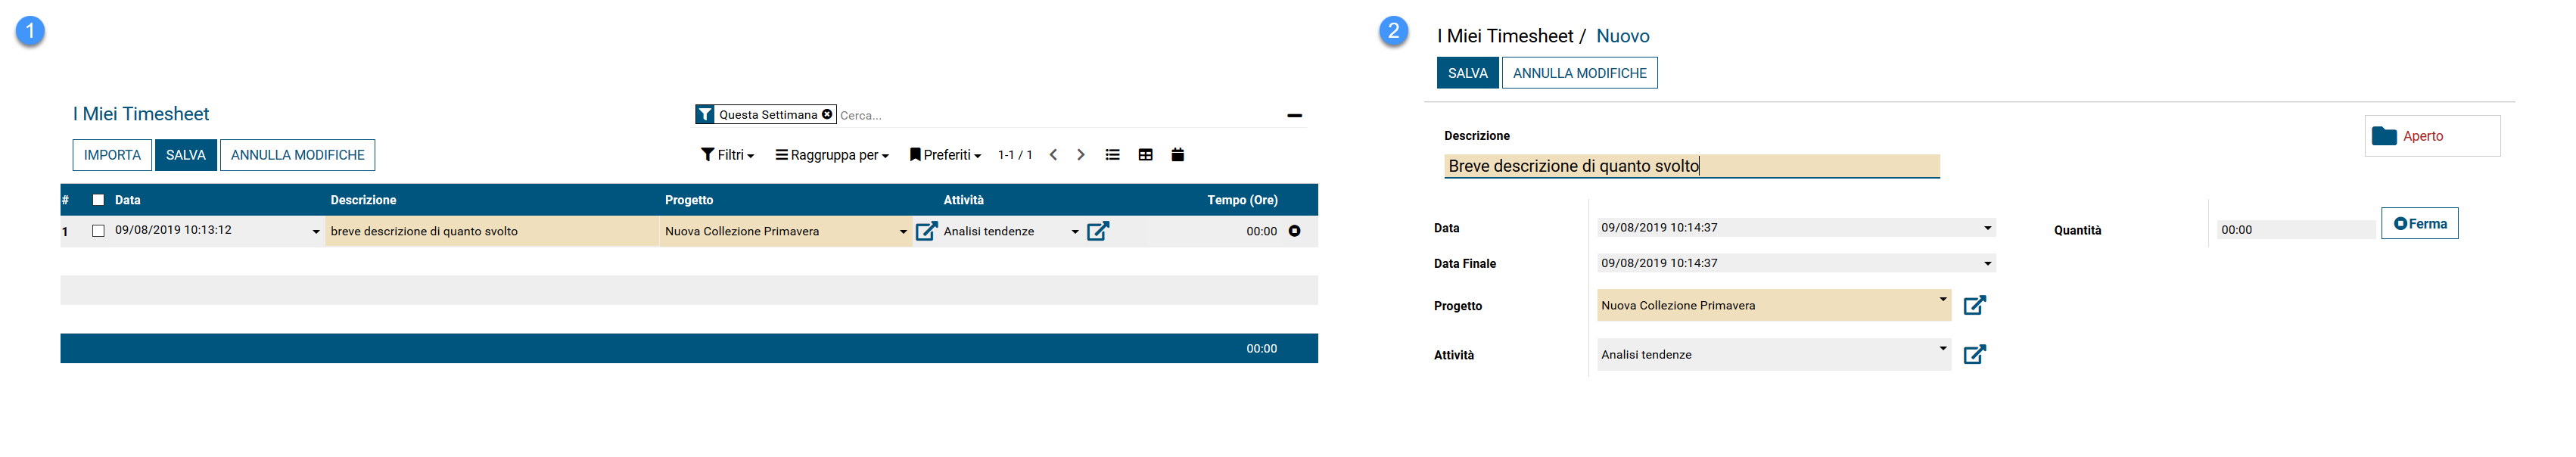 1
I Miei Timesheet
Questa Settimana Cerca...
IMPORTA SALVA ANNULLA MODIFICHE
Filtri Raggruppa per Preferiti 1-1 / 1
# Data Descrizione Progetto Attività Tempo (Ore)
1 09/08/2019 10:13:12 breve descrizione di quanto svolto Nuova Collezione Primavera Analisi tendenze 00:00
00:00
2
I Miei Timesheet / Nuovo
SALVA ANNULLA MODIFICHE
Descrizione
Aperto
Breve descrizione di quanto svolto
Data 09/08/2019 10:14:37 Quantità 00:00 Ferma
Data Finale 09/08/2019 10:14:37
Progetto Nuova Collezione Primavera
Attività Analisi tendenze